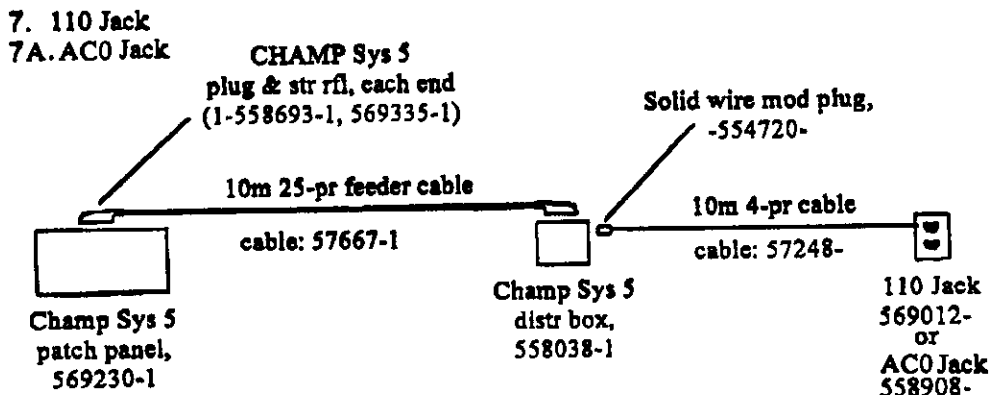 7. 110 Jack
7A. AC0 Jack
CHAMP Sys 5
plug & str rfl, each end
(1-558693-1, 569335-1)
Solid wire mod plug,
-554720-
10m 25-pr feeder cable
cable: 57667-1
10m 4-pr cable
cable: 57248-
Champ Sys 5
patch panel,
569230-1
Champ Sys 5
distr box,
558038-1
110 Jack
569012-
or
AC0 Jack
558908-